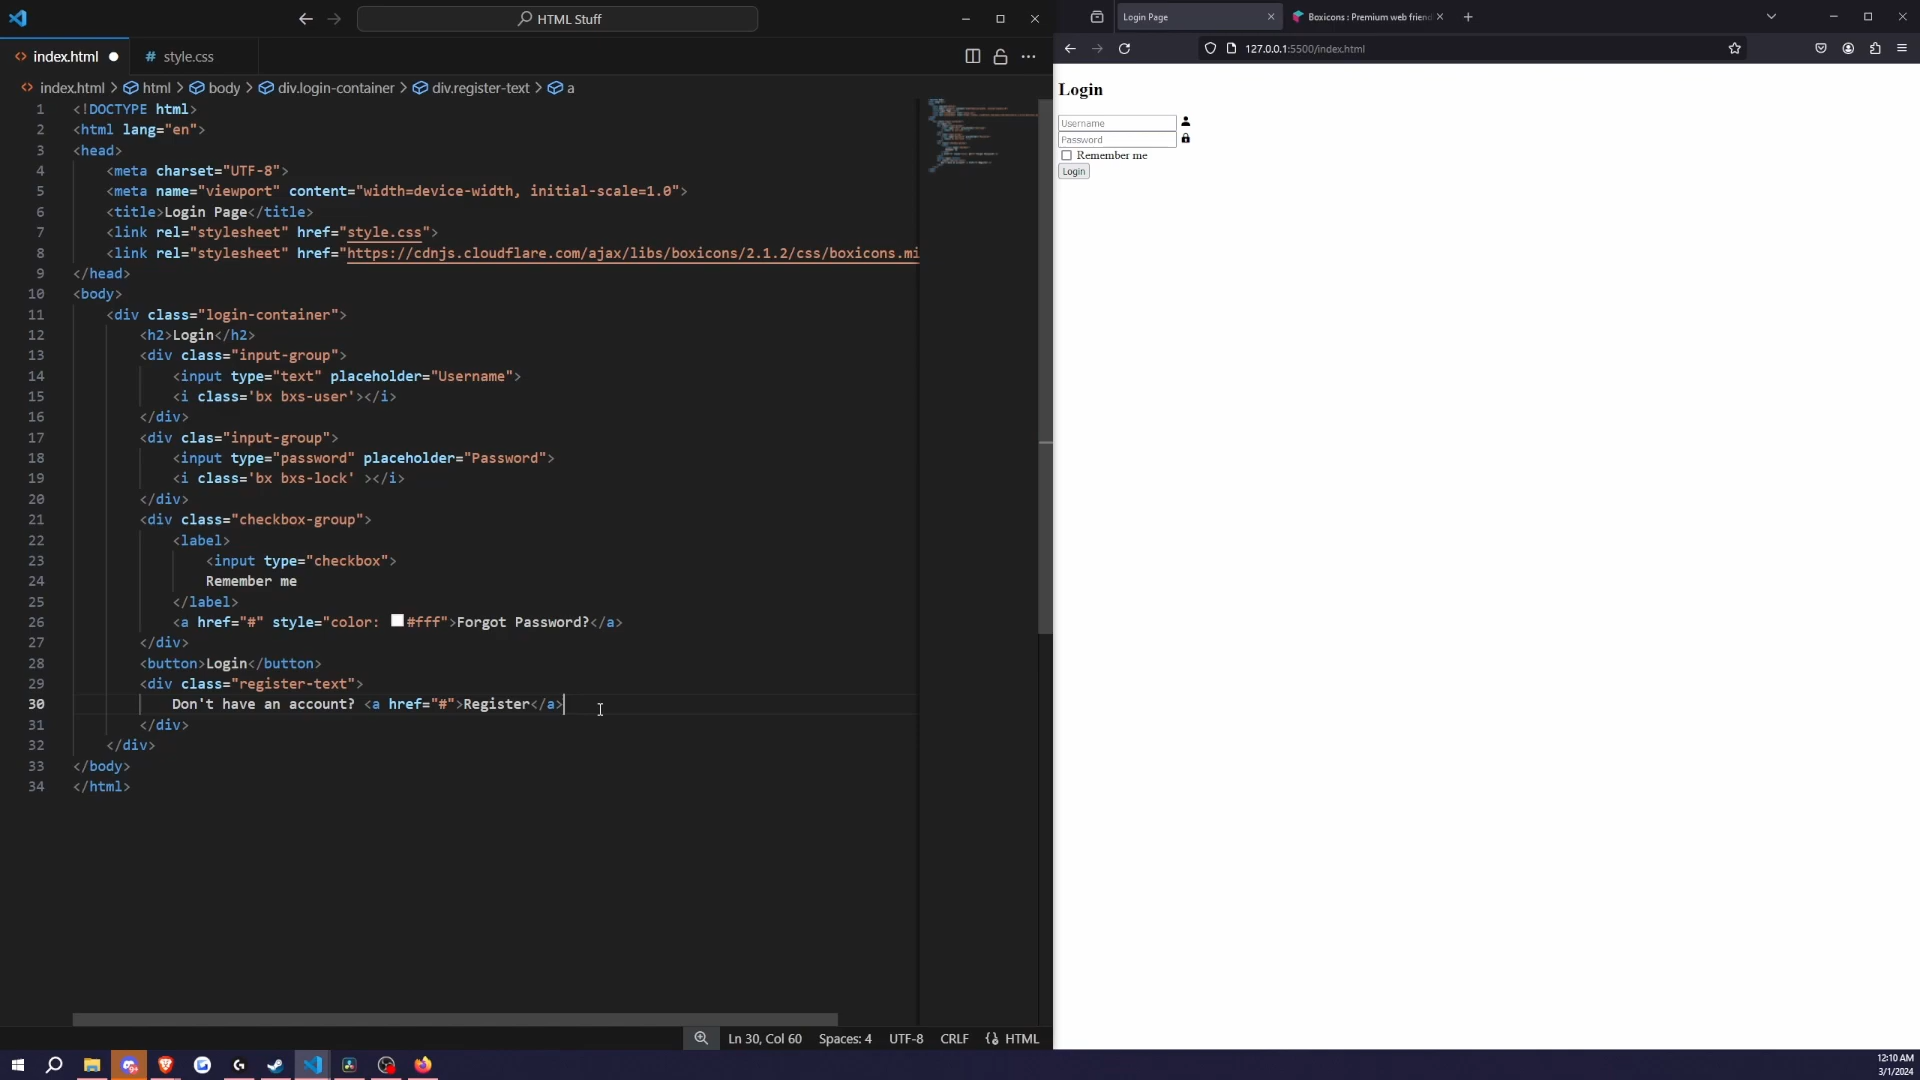 HTML Stuff
index.html
# style.css
index.html > html > body > div.login-container > div.register-text > a
1 <!DOCTYPE html>
2 <html lang="en">
3 <head>
4 <meta charset="UTF-8">
5 <meta name="viewport" content="width=device-width, initial-scale=1.0">
6 <title>Login Page</title>
7 <link rel="stylesheet" href="style.css">
8 <link rel="stylesheet" href="https://cdnjs.cloudflare.com/ajax/libs/boxicons/2.1.2/css/boxicons.mi
9 </head>
10 <body>
11 <div class="login-container">
12 <h2>Login</h2>
13 <div class="input-group">
14 <input type="text" placeholder="Username">
15 <i class='bx bxs-user'></i>
16 </div>
17 <div clas="input-group">
18 <input type="password" placeholder="Password">
19 <i class='bx bxs-lock' ></i>
20 </div>
21 <div class="checkbox-group">
22 <label>
23 <input type="checkbox">
24 Remember me
25 </label>
26 <a href="#" style="color: #fff">Forgot Password?</a>
27 </div>
28 <button>Login</button>
29 <div class="register-text">
30 Don't have an account? <a href="#">Register</a>
31 </div>
32 </div>
33 </body>
34 </html>
Ln 30, Col 60 Spaces: 4 UTF-8 CRLF {} HTML
Login Page
Boxicons : Premium web frien
127.0.0.1:5500/index.html
Login
Username
Password
Remember me
Login
12:10 AM
3/1/2024